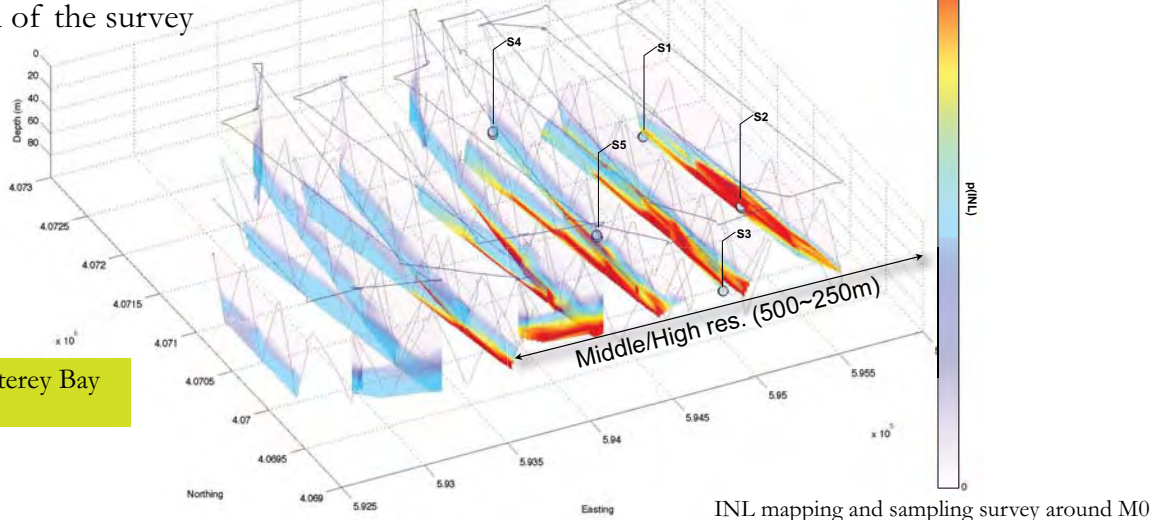 of the survey
S4
S1
S2
S5
S3
0
20
40
60
80
Depth (m)
4.073
4.0725
4.072
4.0715
4.071
4.0705
4.07
4.0695
4.069
x 10
Northing
5.925
5.93
5.935
5.94
5.945
5.95
5.955
x 10
Easting
Middle/High res. (500~250m)
terey Bay
p(INL)
0
INL mapping and sampling survey around M0